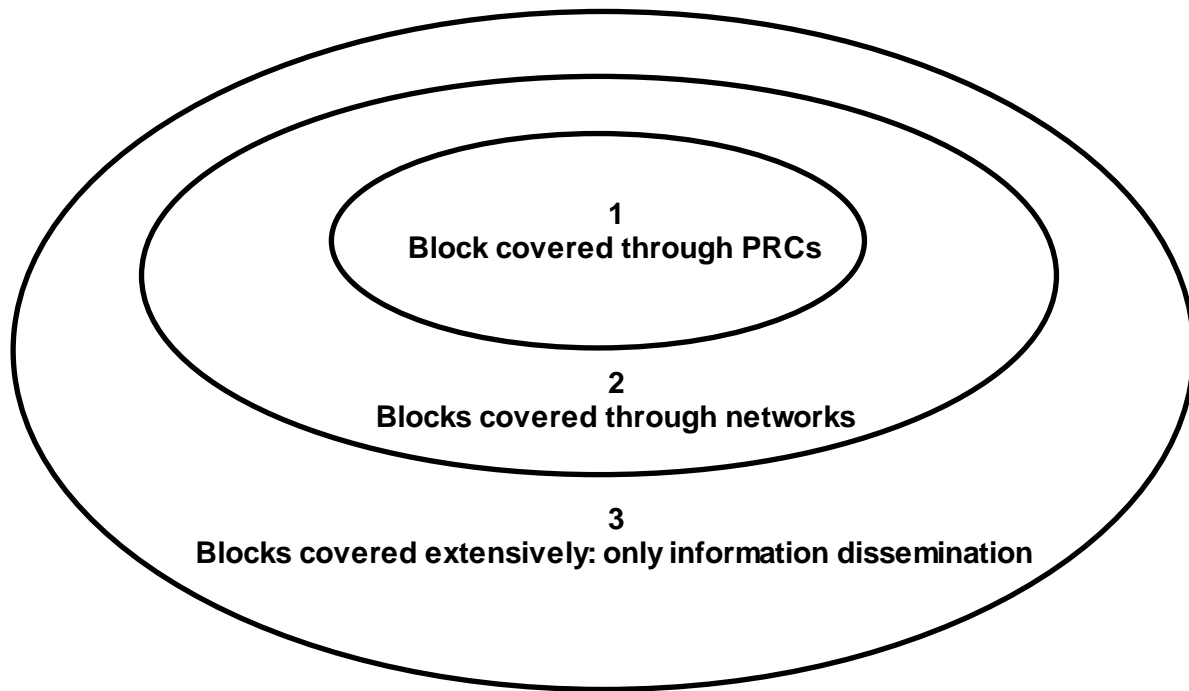 1
Block covered through PRCs
2
Blocks covered through networks
3
Blocks covered extensively: only information dissemination